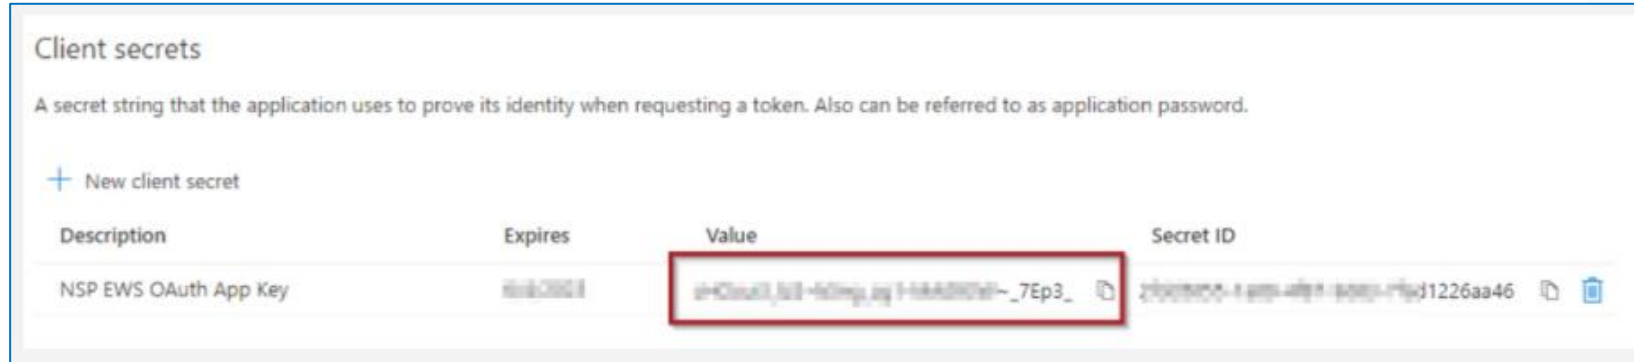 Client secrets
A secret string that the application uses to prove its identity when requesting a token. Also can be referred to as application password.
New client secret
Description Expires Value Secret ID
NSP EWS OAuth App Key ~_7Ep3_ d1226aa46